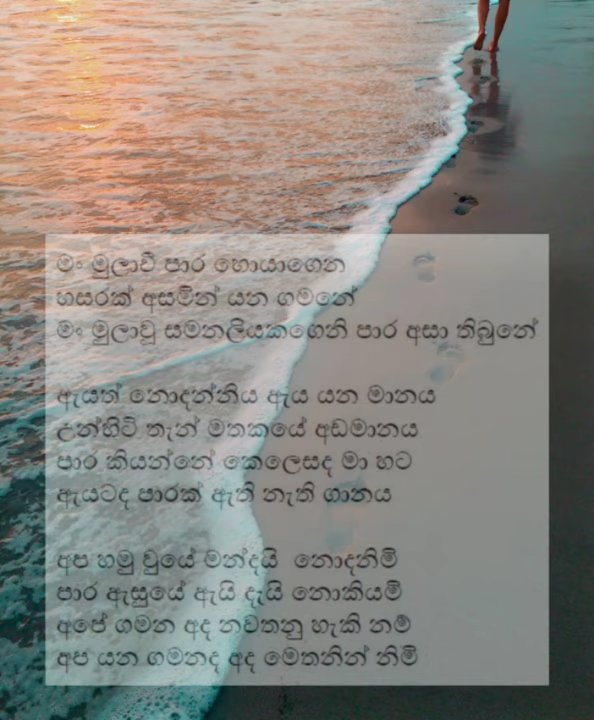 මං මුලාවී පාර හොයාගෙන
හසරක් අසමින් යන ගමනේ
මං මුලාවූ සමනලියකගෙනි පාර අසා තිබුනේ
ඇයත් නොදන්නිය ඇය යන මානය
උන්හිටි තැන් මතකයේ අඩමානය
පාර කියන්නේ කෙලෙසද මා හට
ඇයටද පාරක් ඇති නැති ගානය
අප හමු වුයේ මන්දයි නොදනිමි
පාර ඇසුයේ ඇයි දැයි නොකියමි
අපේ ගමන අද නවතනු හැකි නම්
අප යන ගමනද අද මෙතනින් නිමි